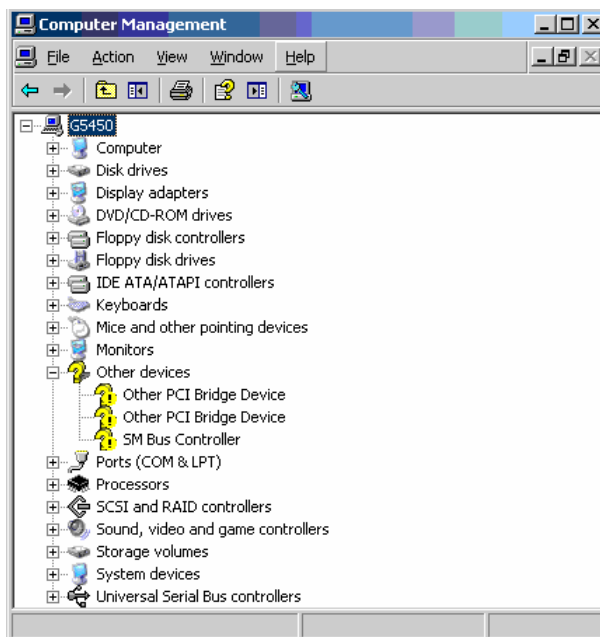 Computer Management
File Action View Window Help
G5450
Computer
Disk drives
Display adapters
DVD/CD-ROM drives
Floppy disk controllers
Floppy disk drives
IDE ATA/ATAPI controllers
Keyboards
Mice and other pointing devices
Monitors
Other devices
Other PCI Bridge Device
Other PCI Bridge Device
SM Bus Controller
Ports (COM & LPT)
Processors
SCSI and RAID controllers
Sound, video and game controllers
Storage volumes
System devices
Universal Serial Bus controllers